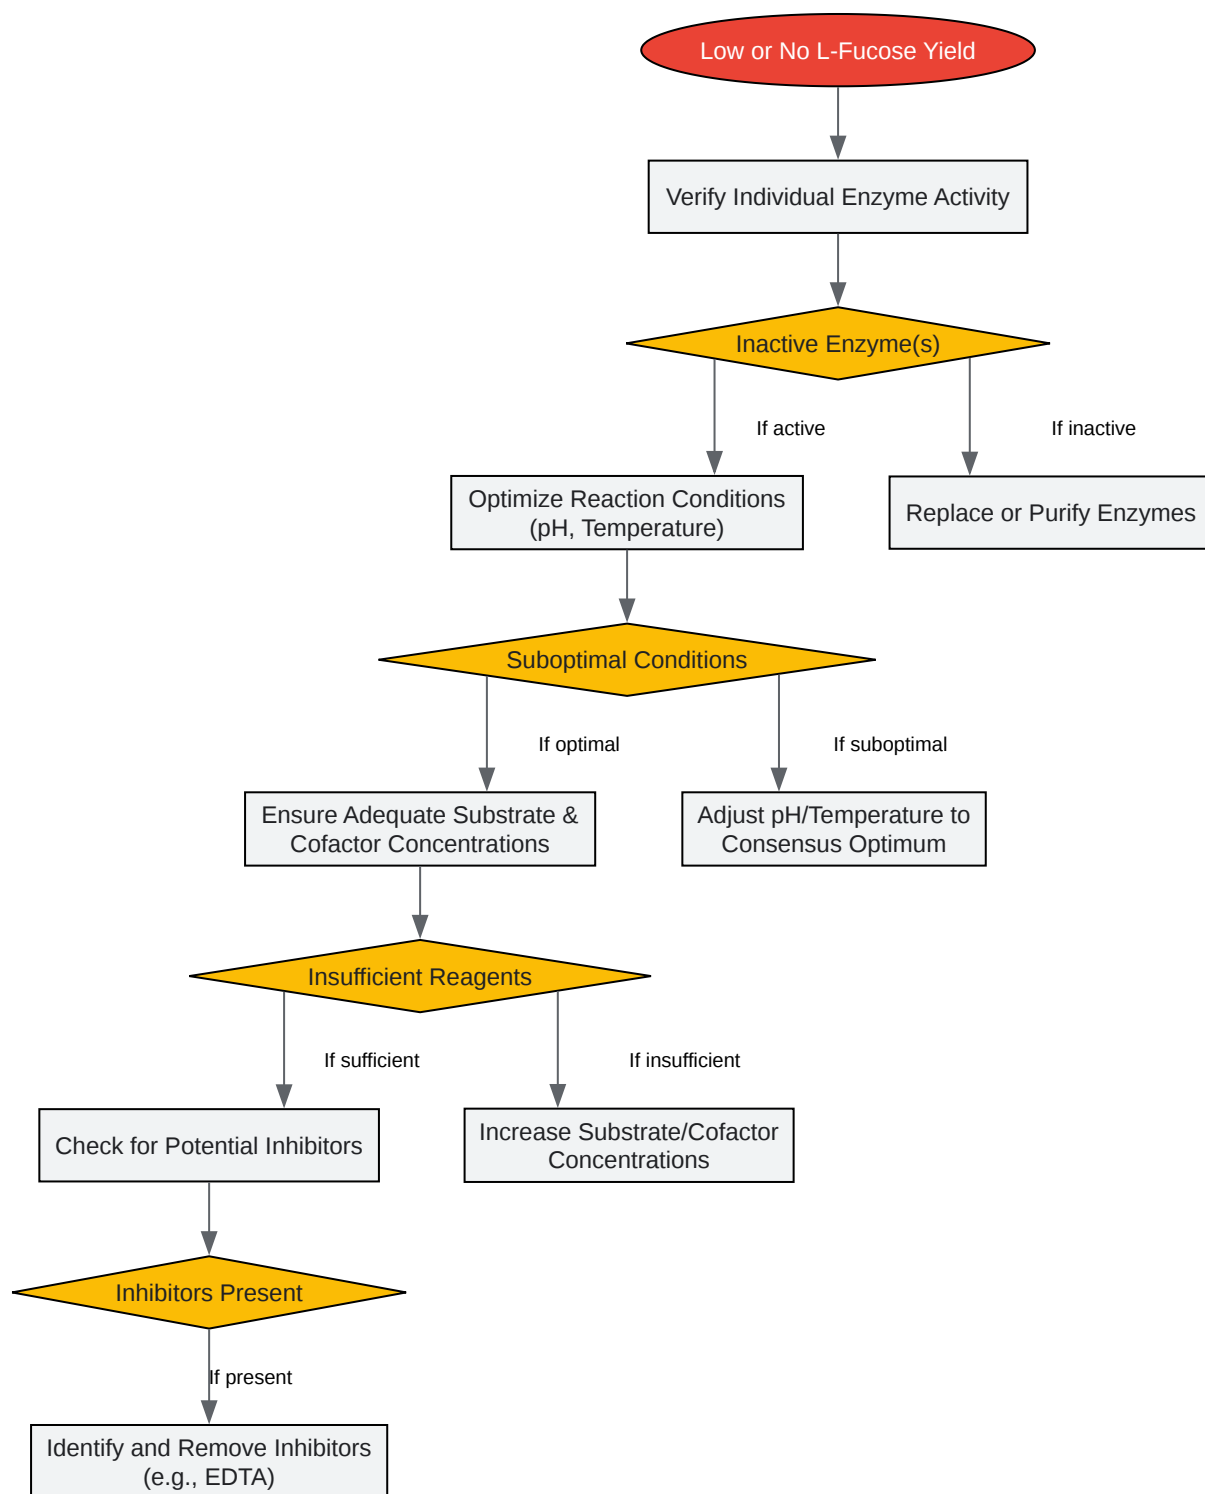 Low or No L-Fucose Yield
Verify Individual Enzyme Activity
Inactive Enzyme(s)
If active
If inactive
Optimize Reaction Conditions
(pH, Temperature)
Replace or Purify Enzymes
Suboptimal Conditions
If optimal
If suboptimal
Ensure Adequate Substrate &
Cofactor Concentrations
Adjust pH/Temperature to
Consensus Optimum
Insufficient Reagents
If sufficient
If insufficient
Check for Potential Inhibitors
Increase Substrate/Cofactor
Concentrations
Inhibitors Present
If present
Identify and Remove Inhibitors
(e.g., EDTA)